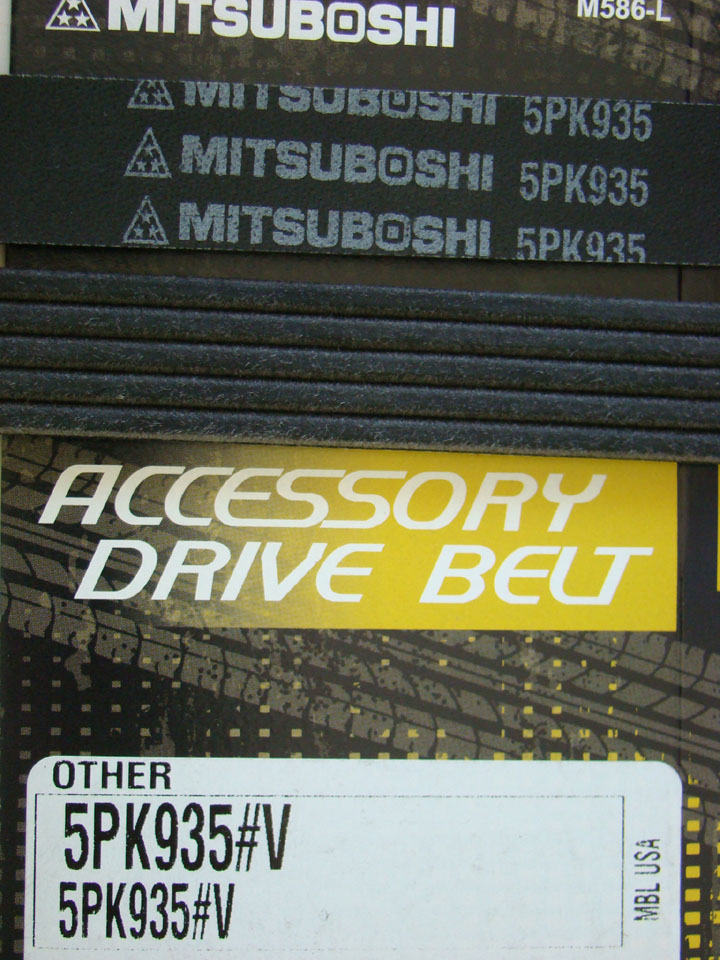 MITSUBOSHI
M586-L
MITSUBOSHI 5PK935
MITSUBOSHI 5PK935
MITSUBOSHI 5PK935
ACCESSORY
DRIVE BELT
OTHER
5PK935#V
5PK935#V
MBL USA